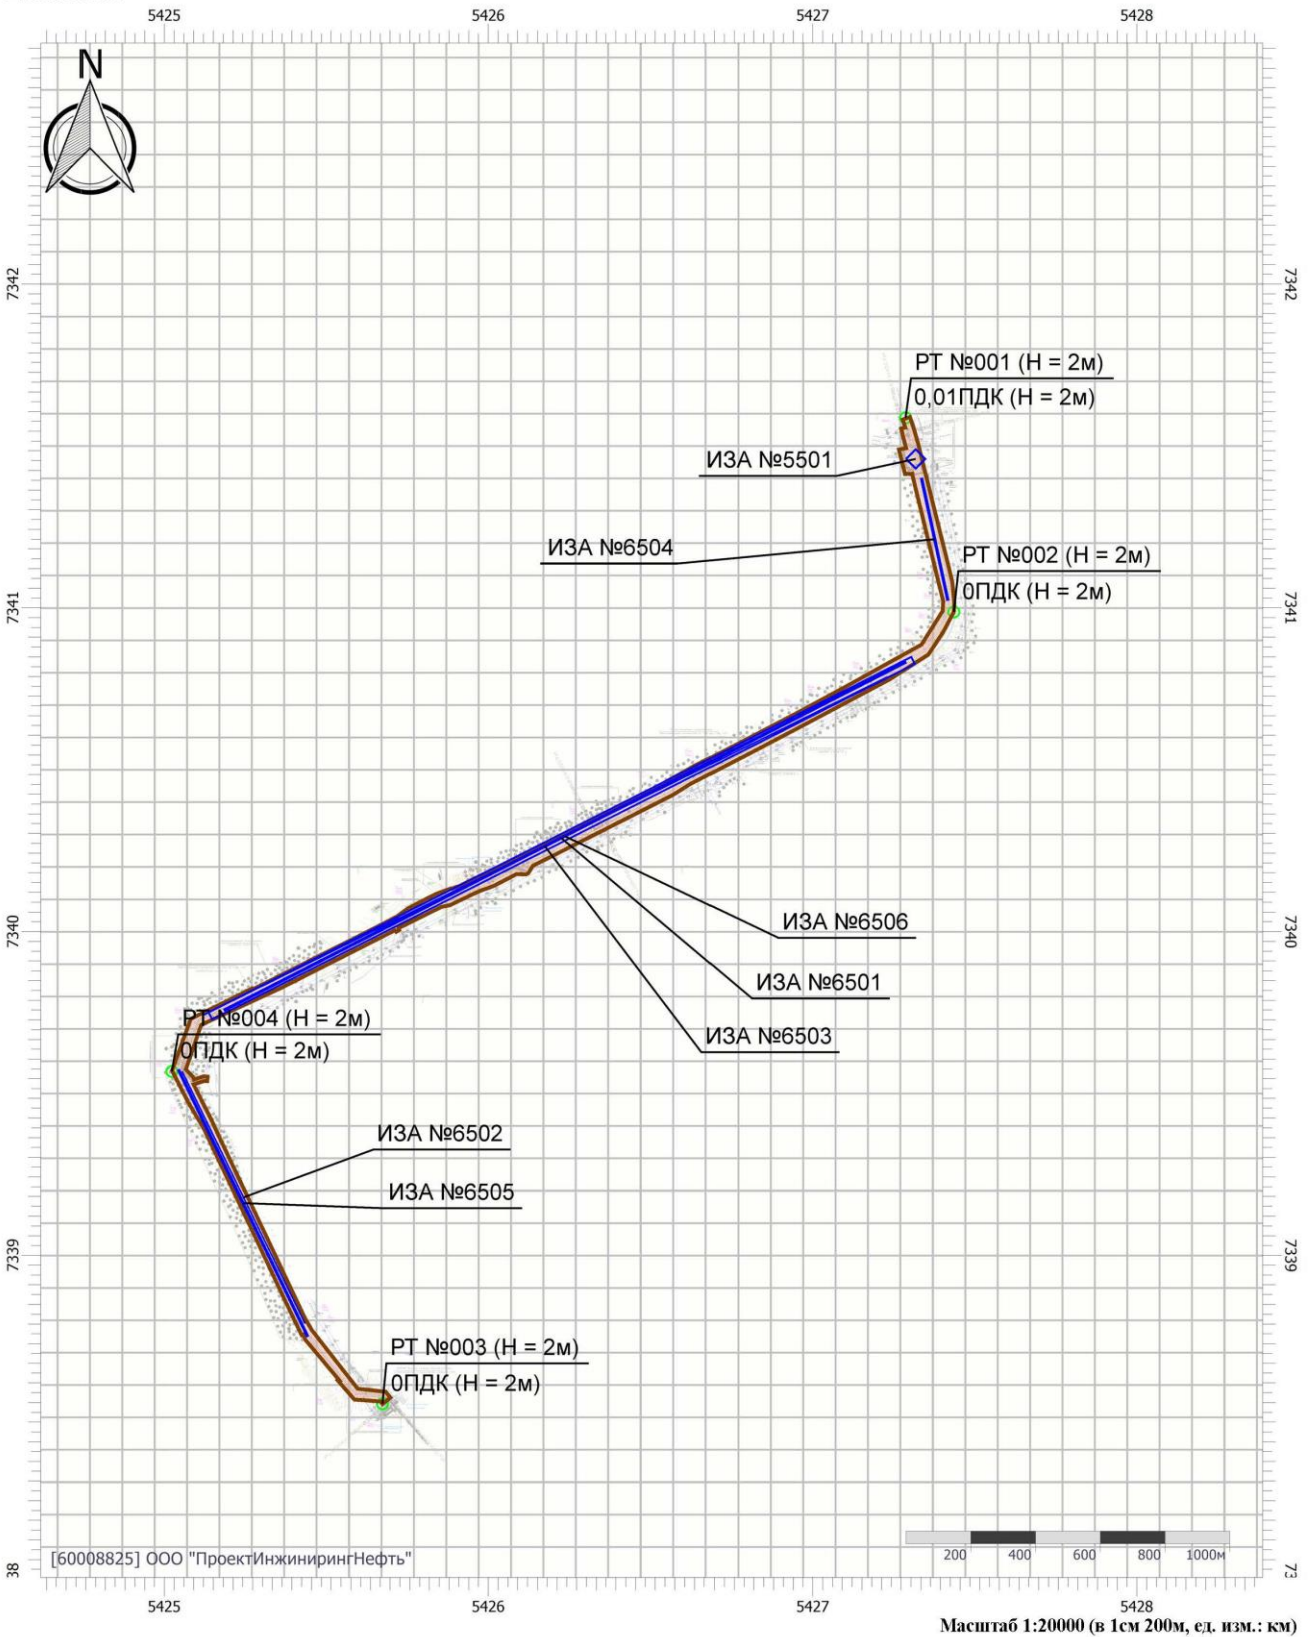 5425 5426 5427 5428
N
7342 7342
РТ №001 (Н = 2м)
0,01ПДК (Н = 2м)
ИЗА №5501
ИЗА №6504
РТ №002 (Н = 2м)
0ПДК (Н = 2м)
7341 7341
ИЗА №6506
7340 7340
ИЗА №6501
РТ №004 (Н = 2м)
ИЗА №6503
0ПДК (Н = 2м)
ИЗА №6502
ИЗА №6505
7339 7339
РТ №003 (Н = 2м)
0ПДК (Н = 2м)
[60008825] ООО "ПроектИнжинирингНефть"
200 400 600 800 1000м
38 73
5425 5426 5427 5428
Масштаб 1:20000 (в 1см 200м, ед. изм.: км)